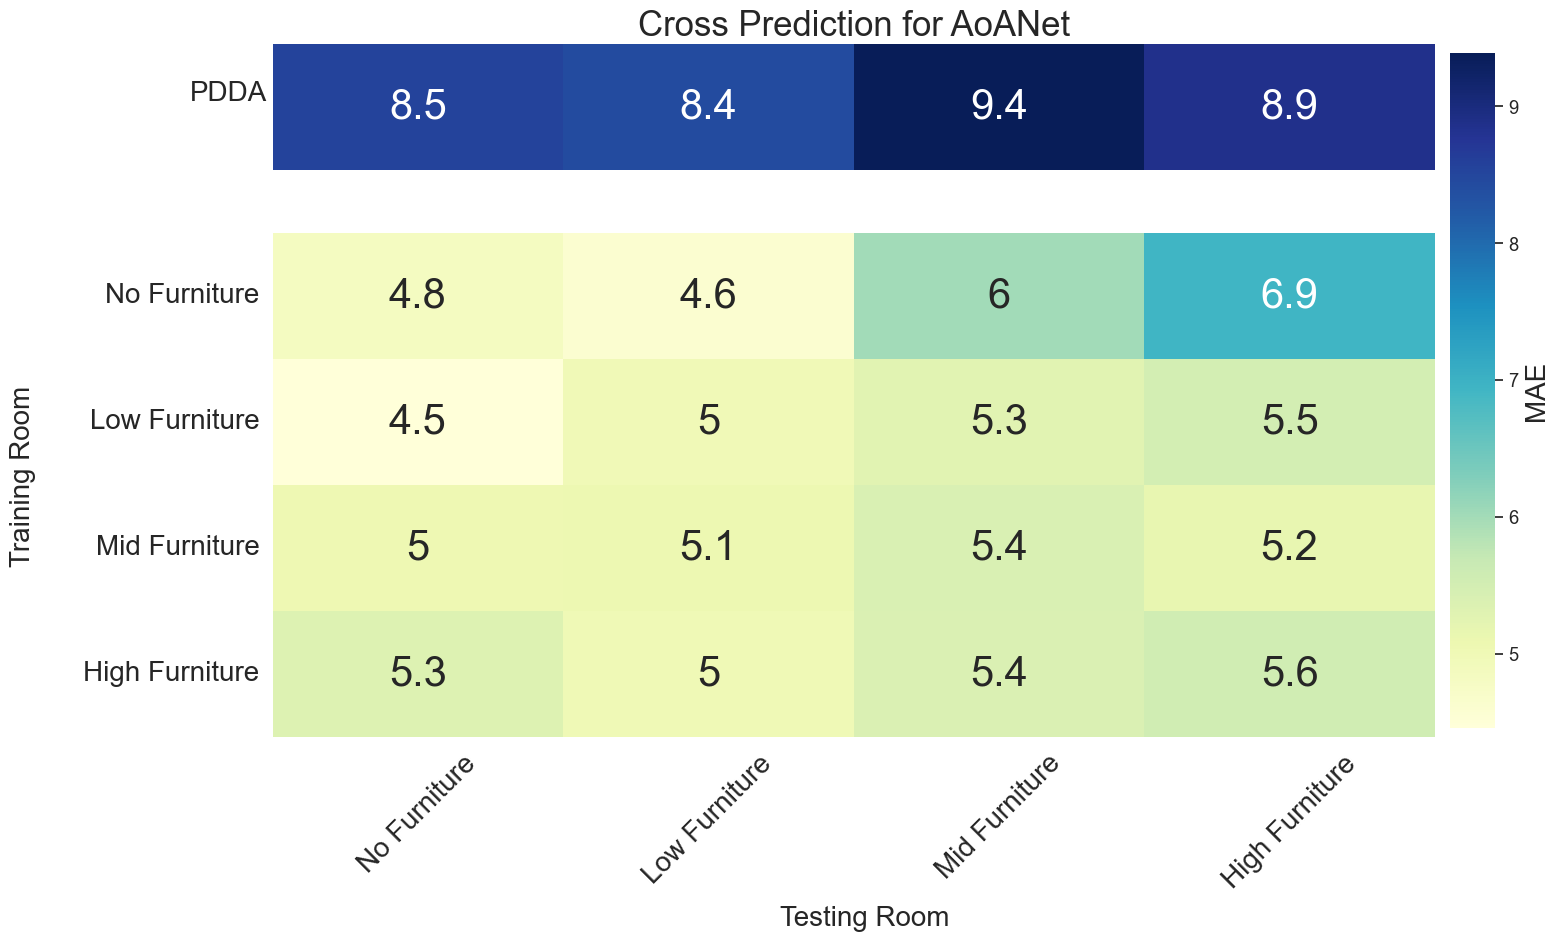 Cross Prediction for AoANet
PDDA
8.5 8.4 9.4 8.9
No Furniture
4.8 4.6 6 6.9
Low Furniture
4.5 5 5.3 5.5
Mid Furniture
5 5.1 5.4 5.2
High Furniture
5.3 5 5.4 5.6
Training Room
No Furniture
Low Furniture
Mid Furniture
High Furniture
Testing Room
9
8
7
6
5
MAE